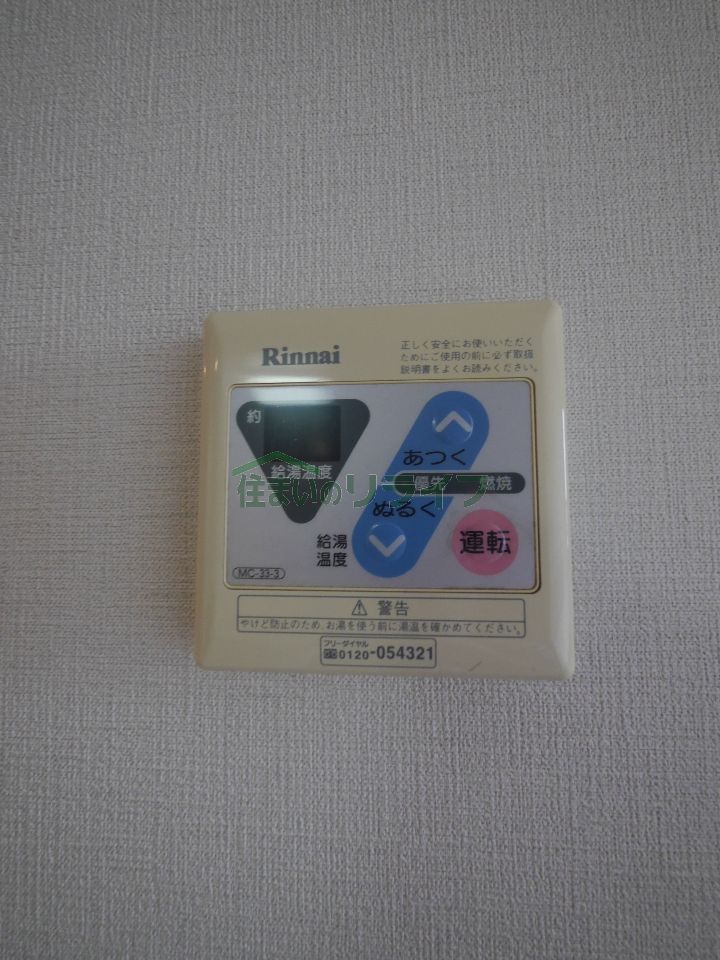 Rinnai
正しく安全にお使いいただく
ためにご使用の前に必ず取扱
説明書をよくお読みください。
約
給湯温度
あつく
優先 燃焼
住まいのリライフ
ぬるく
給湯
温度
運転
MC-33-3
⚠ 警告
やけど防止のため、お湯を使う前に湯温を確かめてください。
フリーダイヤル
0120-054321